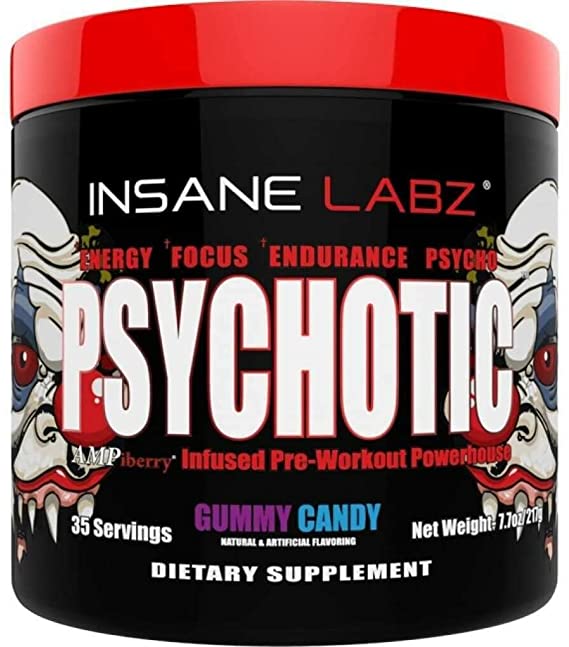 INSANE LABZ®
†ENERGY †FOCUS †ENDURANCE PSYCHO
PSYCHOTIC™
AMPiberry® Infused Pre-Workout Powerhouse
35 Servings
GUMMY CANDY
NATURAL & ARTIFICIAL FLAVORING
Net Weight: 7.7oz/217g
DIETARY SUPPLEMENT